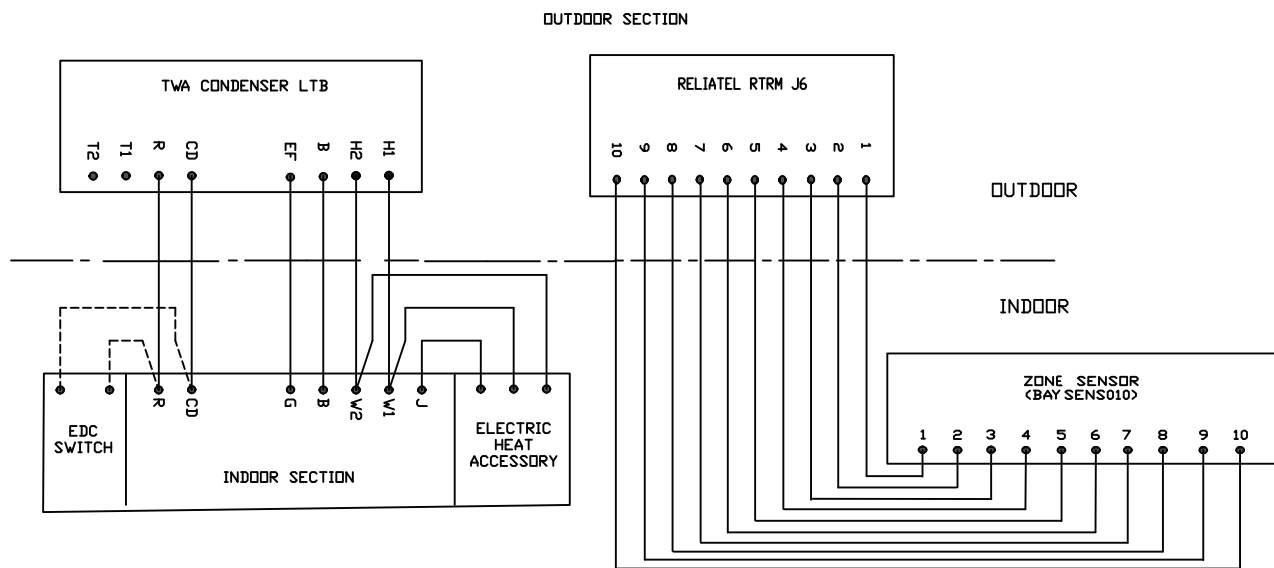 OUTDOOR SECTION
TWA CONDENSER LTB
T2 T1 R CD EF B H2 H1
RELIATEL RTRM J6
10 9 8 7 6 5 4 3 2 1
OUTDOOR
INDOOR
ZONE SENSOR
(BAYSENS010)
1 2 3 4 5 6 7 8 9 10
R CD G B W2 W1 J
EDC
SWITCH
INDOOR SECTION
ELECTRIC
HEAT
ACCESSORY